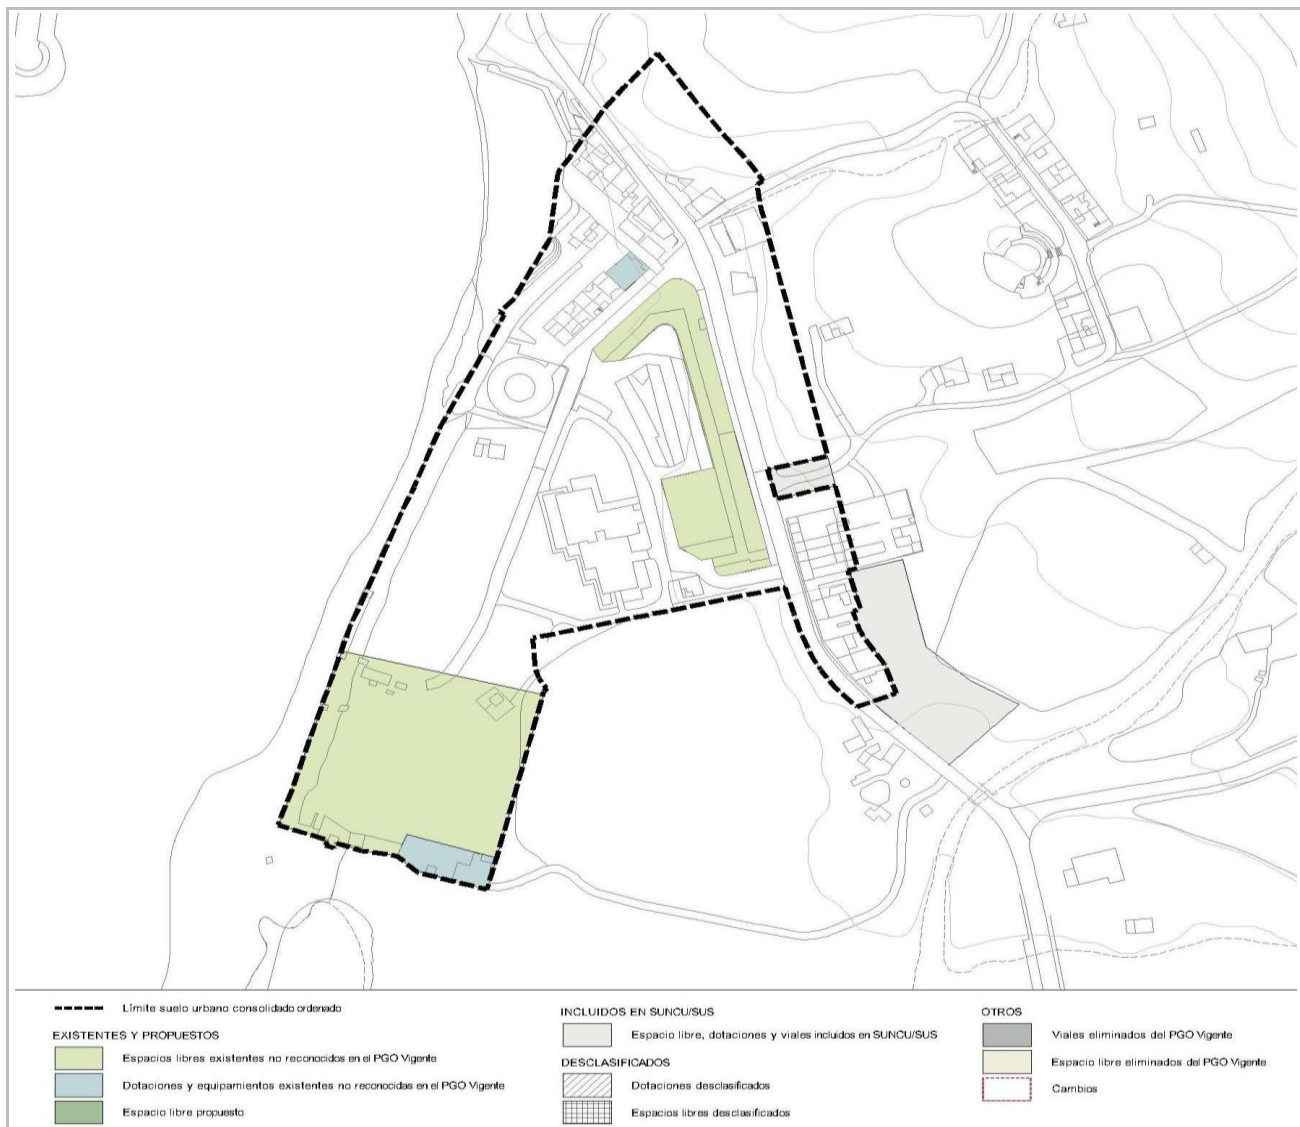 Límite suelo urbano consolidado ordenado
EXISTENTES Y PROPUESTOS
Espacios libres existentes no reconocidos en el PGO Vigente
Dotaciones y equipamientos existentes no reconocidas en el PGO Vigente
Espacio libre propuesto
INCLUIDOS EN SUNCU/SUS
Espacio libre, dotaciones y viales incluidos en SUNCU/SUS
DESCLASIFICADOS
Dotaciones desclasificados
Espacios libres desclasificados
OTROS
Viales eliminados del PGO Vigente
Espacio libre eliminados del PGO Vigente
Cambios